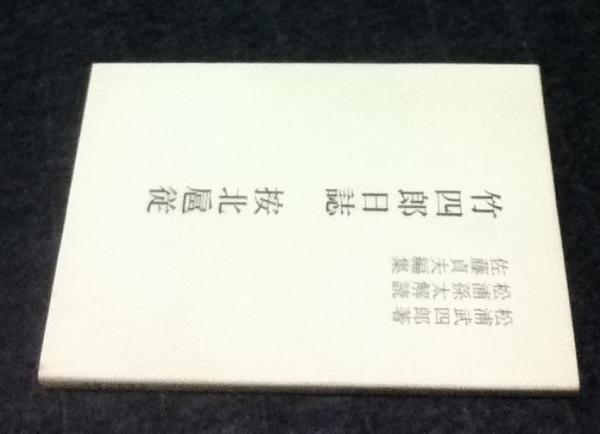 竹四郎日誌　按北扈従
松浦武四郎著
松浦孫太解読
佐藤貞夫編集